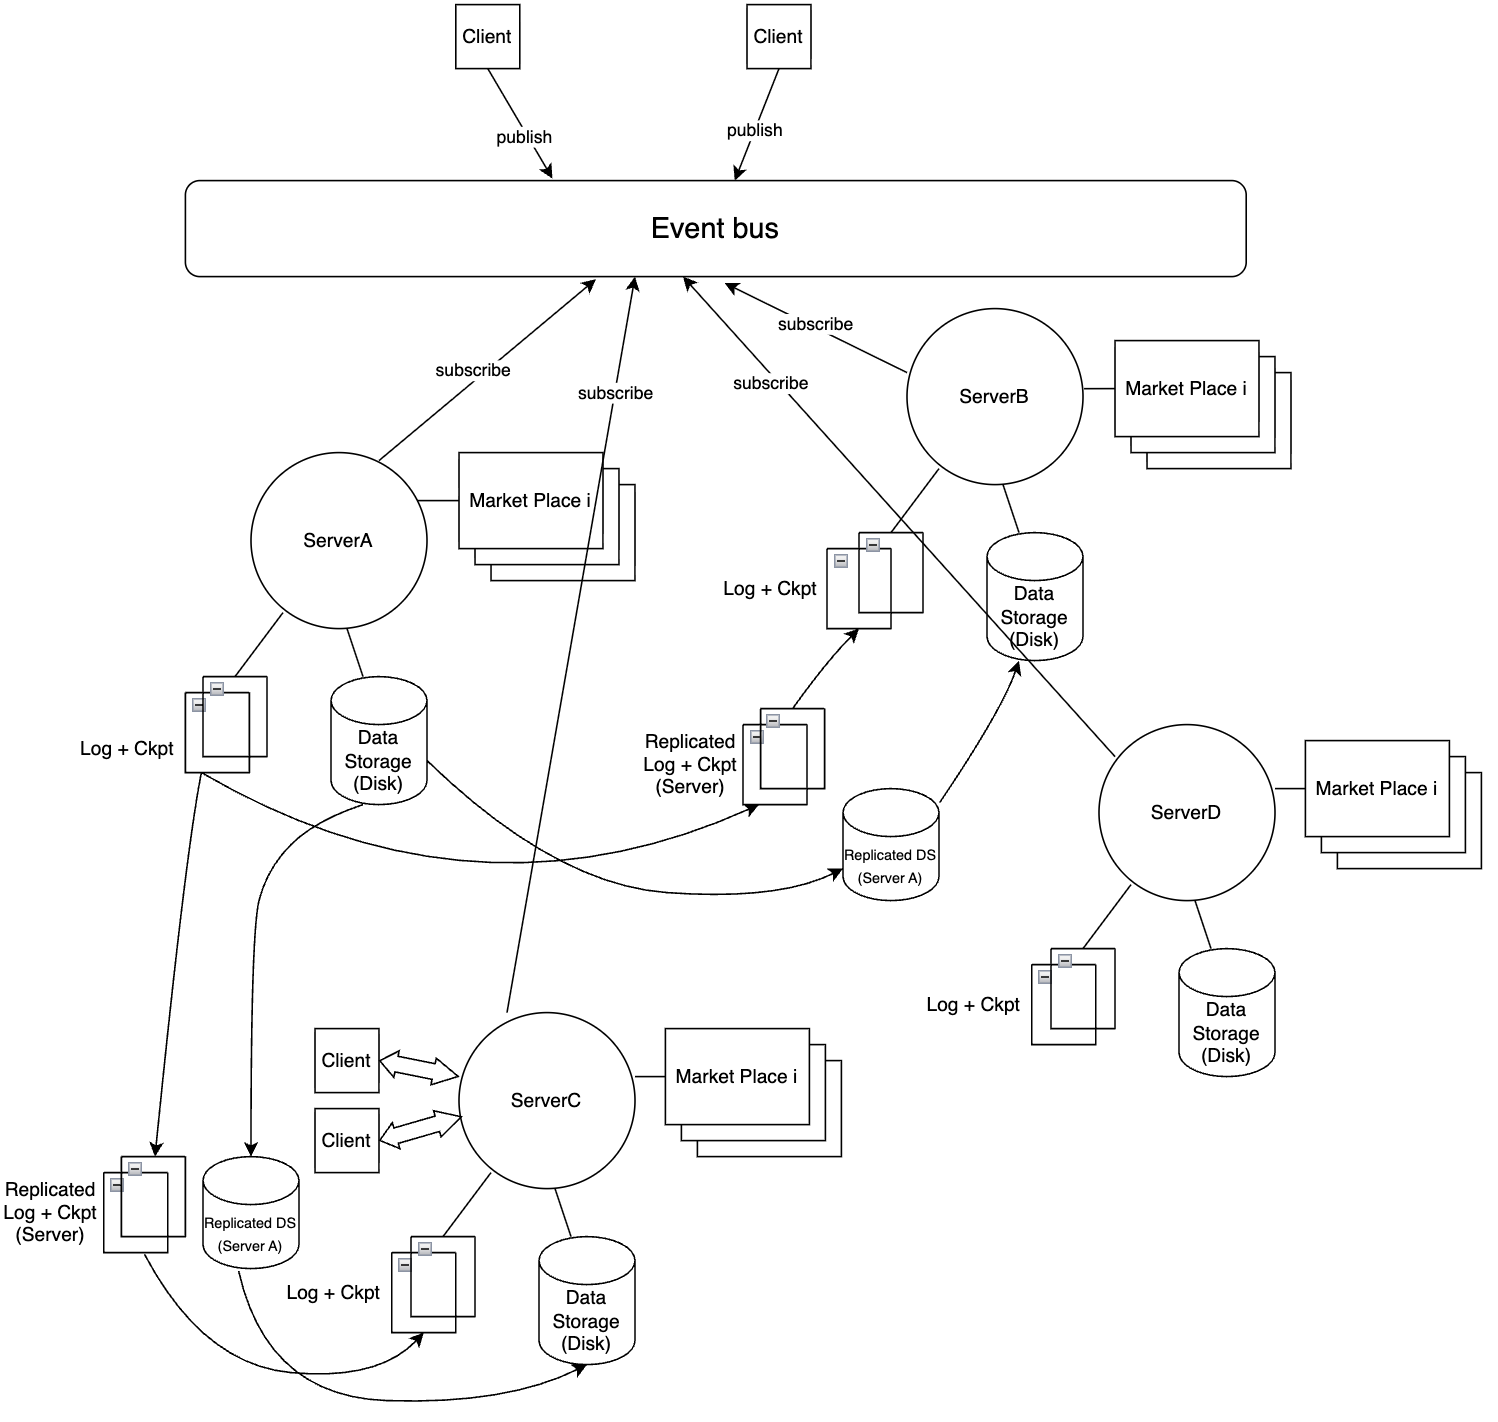 Client
Client
publish
publish
Event bus
subscribe
subscribe
subscribe
subscribe
ServerB
Market Place i
ServerA
Market Place i
Log + Ckpt
Data
Storage
(Disk)
Log + Ckpt
Data
Storage
(Disk)
Replicated
Log + Ckpt
(Server)
Replicated DS
(Server A)
ServerD
Market Place i
Log + Ckpt
Data
Storage
(Disk)
Client
Client
ServerC
Market Place i
Replicated
Log + Ckpt
(Server)
Replicated DS
(Server A)
Log + Ckpt
Data
Storage
(Disk)